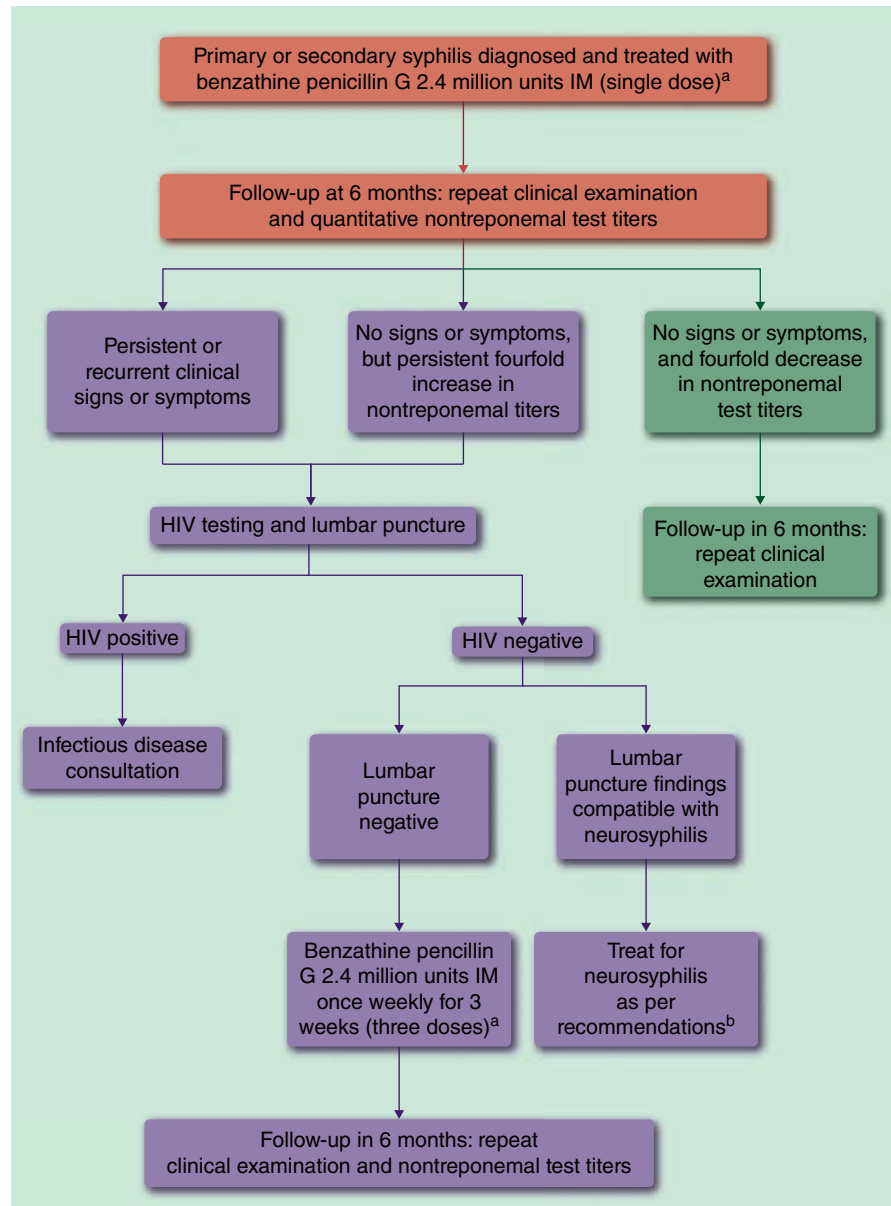 Primary or secondary syphilis diagnosed and treated with
benzathine penicillin G 2.4 million units IM (single dose)ᵃ
Follow-up at 6 months: repeat clinical examination
and quantitative nontreponemal test titers
Persistent or
recurrent clinical
signs or symptoms
No signs or symptoms,
but persistent fourfold
increase in
nontreponemal titers
No signs or symptoms,
and fourfold decrease
in nontreponemal
test titers
HIV testing and lumbar puncture
Follow-up in 6 months:
repeat clinical
examination
HIV positive
HIV negative
Infectious disease
consultation
Lumbar
puncture
negative
Lumbar
puncture findings
compatible with
neurosyphilis
Benzathine pencillin
G 2.4 million units IM
once weekly for 3
weeks (three doses)ᵃ
Treat for
neurosyphilis
as per
recommendationsᵇ
Follow-up in 6 months: repeat
clinical examination and nontreponemal test titers